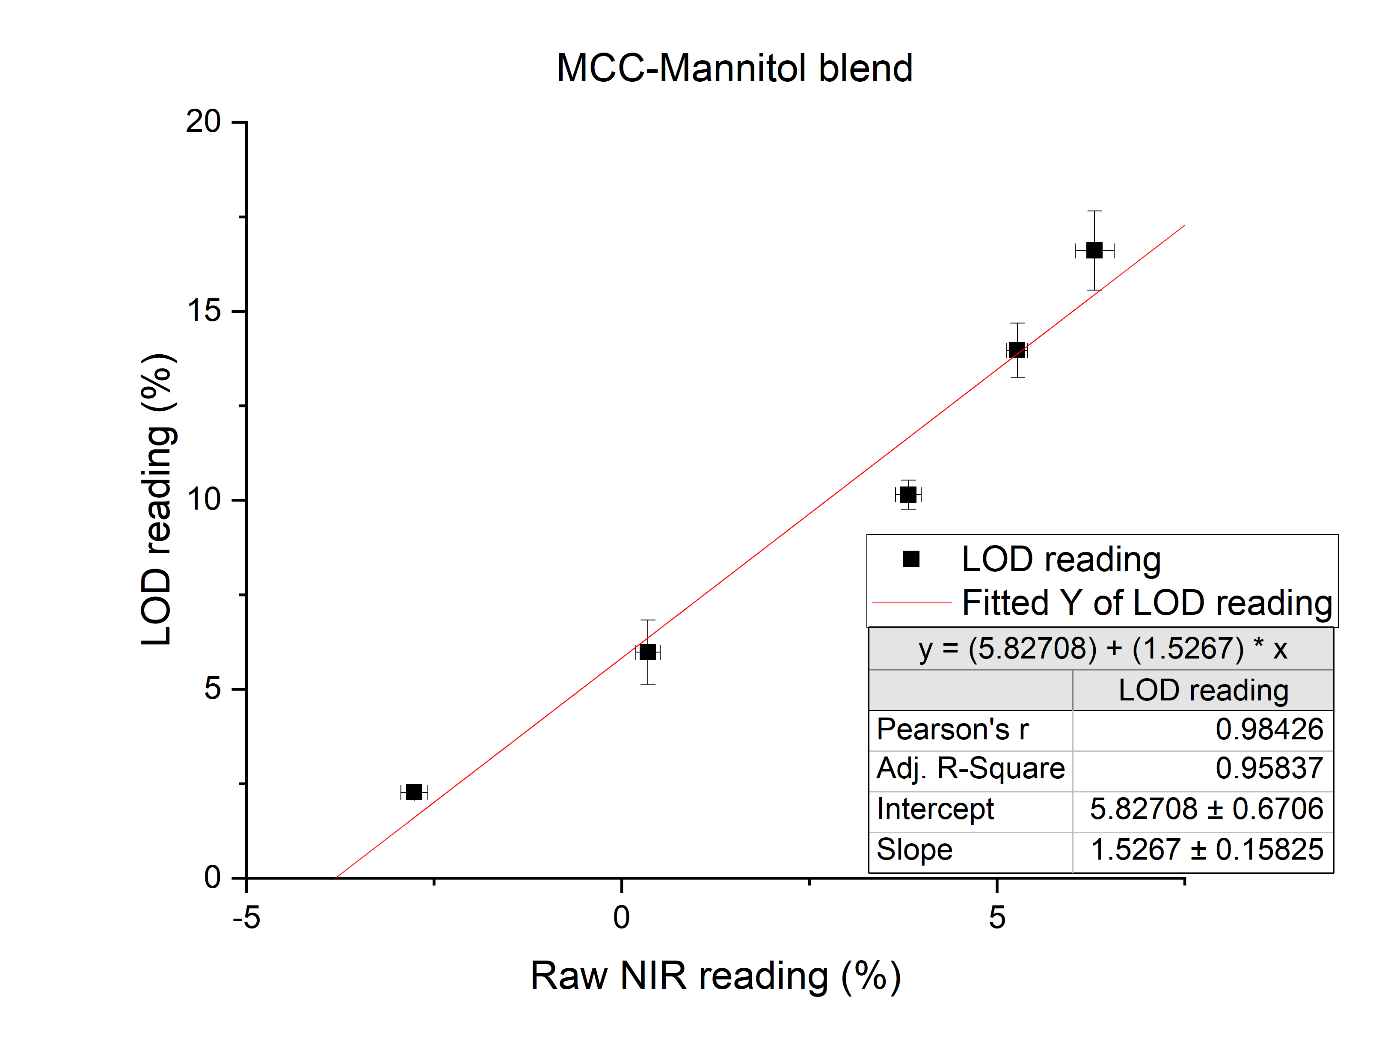 MCC-Mannitol blend
20
15
10
5
0
LOD reading (%)
-5
0
5
Raw NIR reading (%)
LOD reading
Fitted Y of LOD reading
y = (5.82708) + (1.5267) * x
LOD reading
Pearson's r 0.98426
Adj. R-Square 0.95837
Intercept 5.82708 ± 0.6706
Slope 1.5267 ± 0.15825